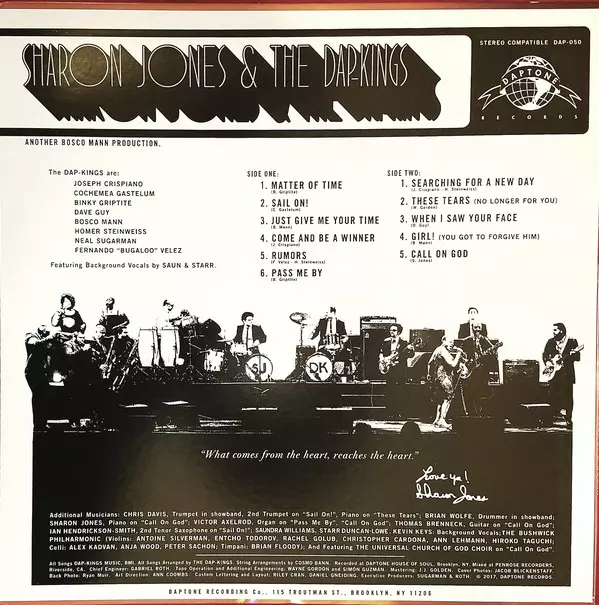 SHARON JONES & THE DAP-KINGS
STEREO COMPATIBLE DAP-050
DAPTONE
RECORDS
ANOTHER BOSCO MANN PRODUCTION.
The DAP-KINGS are:
JOSEPH CRISPIANO
COCHEMEA GASTELUM
BINKY GRIPTITE
DAVE GUY
BOSCO MANN
HOMER STEINWEISS
NEAL SUGARMAN
FERNANDO "BUGALOO" VELEZ
Featuring Background Vocals by SAUN & STARR.
SIDE ONE:
1. MATTER OF TIME
(B. Griptite)
2. SAIL ON!
(C. Gastelum)
3. JUST GIVE ME YOUR TIME
(B. Mann)
4. COME AND BE A WINNER
(J. Crispiano)
5. RUMORS
(F. Velez - H. Steinweiss)
6. PASS ME BY
(B. Griptite)
SIDE TWO:
1. SEARCHING FOR A NEW DAY
(J. Crispiano - H. Steinweiss)
2. THESE TEARS (NO LONGER FOR YOU)
(W. Gordon)
3. WHEN I SAW YOUR FACE
(D. Guy)
4. GIRL! (YOU GOT TO FORGIVE HIM)
(B. Mann)
5. CALL ON GOD
(S. Jones)
SJ
DK
"What comes from the heart, reaches the heart."
Love ya!
Sharon Jones
Additional Musicians: CHRIS DAVIS, Trumpet in showband, 2nd Trumpet on "Sail On!", Piano on "These Tears"; BRIAN WOLFE, Drummer in showband;
SHARON JONES, Piano on "Call On God"; VICTOR AXELROD, Organ on "Pass Me By", "Call On God"; THOMAS BRENNECK, Guitar on "Call On God";
IAN HENDRICKSON-SMITH, 2nd Tenor Saxophone on "Sail On!"; SAUNDRA WILLIAMS, STARR DUNCAN-LOWE, KEVIN KEYS: Background Vocals; THE BUSHWICK
PHILHARMONIC (Violins: ANTOINE SILVERMAN, ENTCHO TODOROV, RACHEL GOLUB, CHRISTOPHER CARDONA, ANN LEHMANN, HIROKO TAGUCHI;
Celli: ALEX KADVAN, ANJA WOOD, PETER SACHON; Timpani: BRIAN FLOODY); And Featuring THE UNIVERSAL CHURCH OF GOD CHOIR on "Call On God".
All Songs DAPTONE KINGS MUSIC, BMI. All Songs Arranged by THE DAP-KINGS. String Arrangements by COSMO BANN. Recorded at DAPTONE HOUSE OF SOUL, Brooklyn, NY. Mixed at PENROSE RECORDERS,
Riverside, CA. Chief Engineer: GABRIEL ROTH. Tape Operation and Additional Engineering: WAYNE GORDON and SIMON GUZMAN. Mastering: J.J. GOLDEN. Cover Photos: JACOB BLICKENSTAFF.
Back Photo: Ryan Muir. Art Direction: ANN COOMBS. Custom Lettering and Layout: RILEY CRAN, DANIEL GNEIDING. Executive Producers: SUGARMAN & ROTH. © 2017, DAPTONE RECORDS.
DAPTONE RECORDING Co., 115 TROUTMAN ST., BROOKLYN, NY 11206